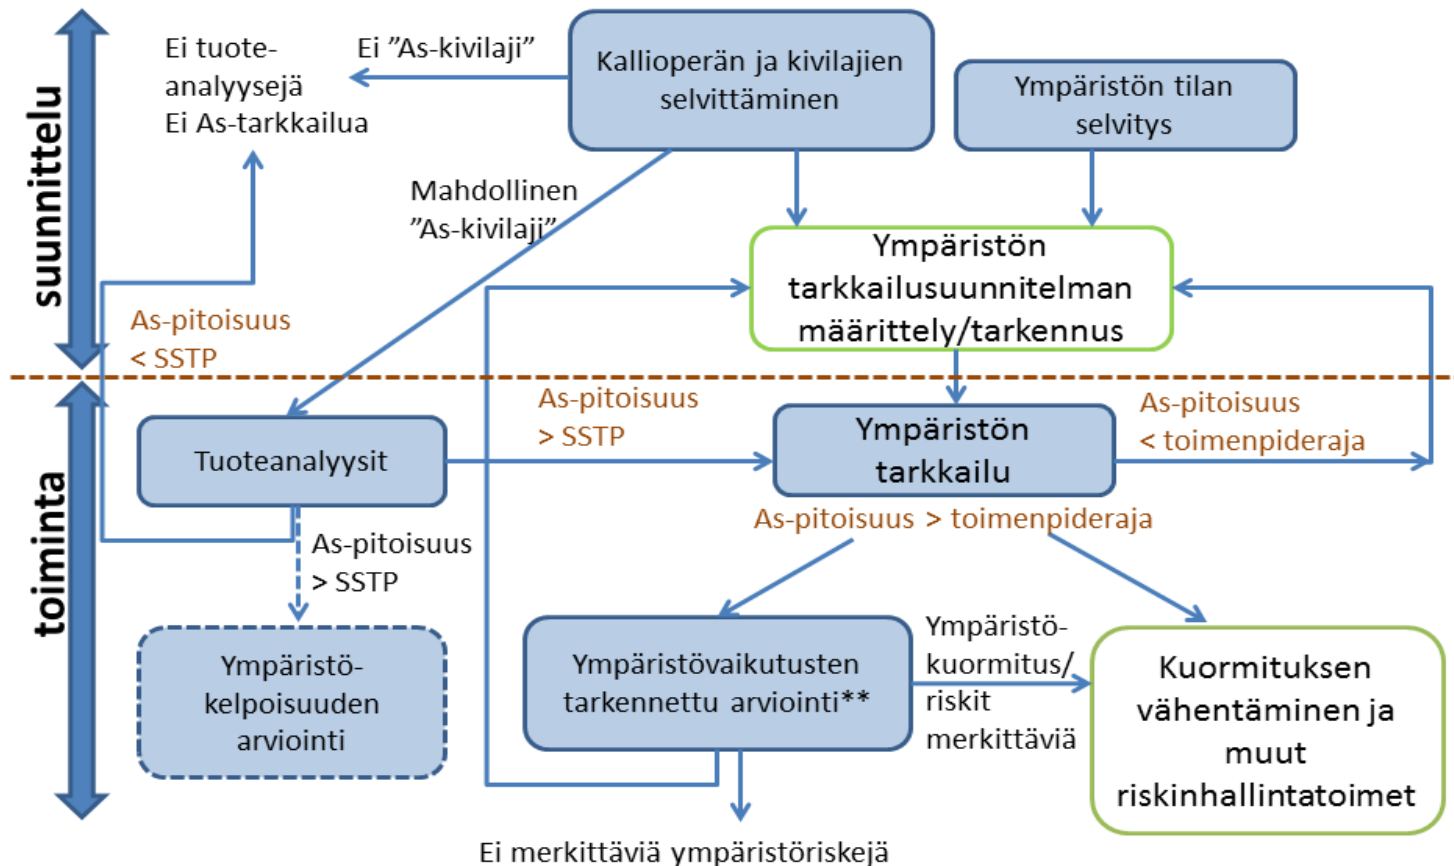 suunnittelu
Ei tuote-
analyysejä
Ei As-tarkkailua
Ei ”As-kivilaji”
Kallioperän ja kivilajien
selvittäminen
Ympäristön tilan
selvitys
Mahdollinen
”As-kivilaji”
Ympäristön
tarkkailusuunnitelman
määrittely/tarkennus
As-pitoisuus
< SSTP
toiminta
Tuoteanalyysit
As-pitoisuus
> SSTP
Ympäristön
tarkkailu
As-pitoisuus
< toimenpideraja
As-pitoisuus > toimenpideraja
As-pitoisuus
> SSTP
Ympäristö-
kelpoisuuden
arviointi
Ympäristövaikutusten
tarkennettu arviointi**
Ympäristö-
kuormitus/
riskit
merkittäviä
Kuormituksen
vähentäminen ja
muut
riskinhallintatoimet
Ei merkittäviä ympäristöriskejä